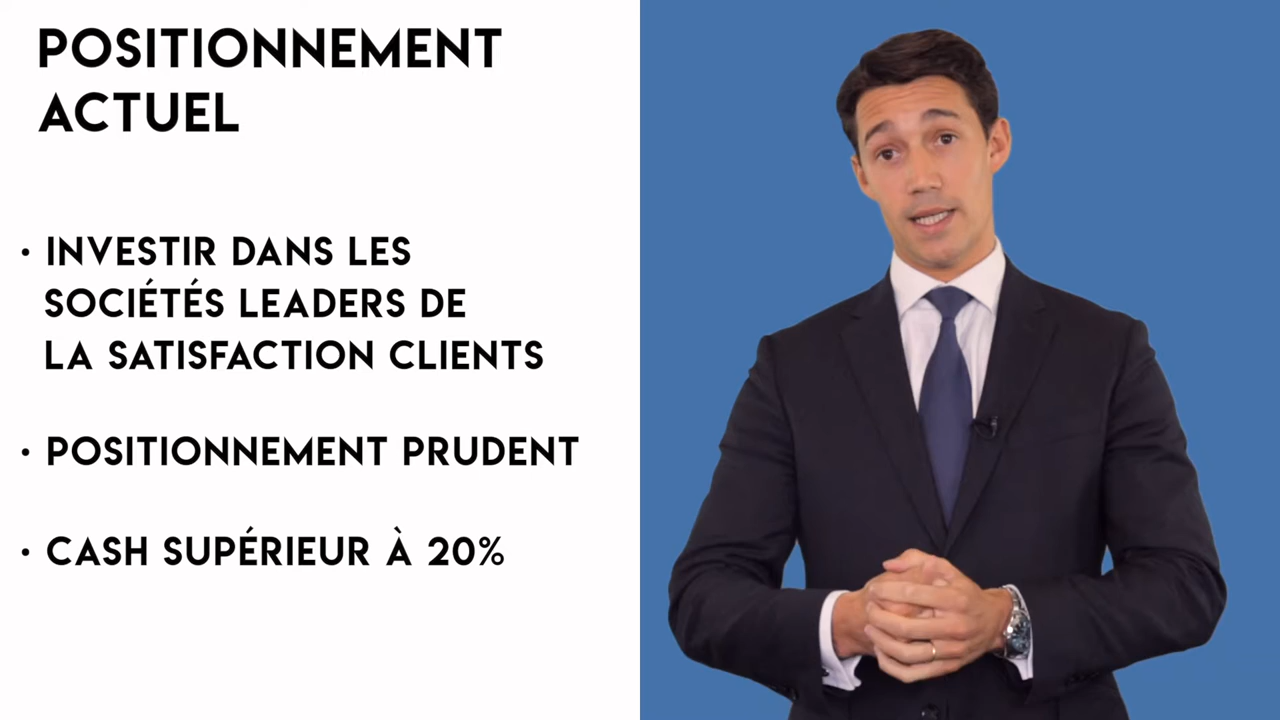 POSITIONNEMENT
ACTUEL
• INVESTIR DANS LES
SOCIÉTÉS LEADERS DE
LA SATISFACTION CLIENTS
• POSITIONNEMENT PRUDENT
• CASH SUPÉRIEUR À 20%